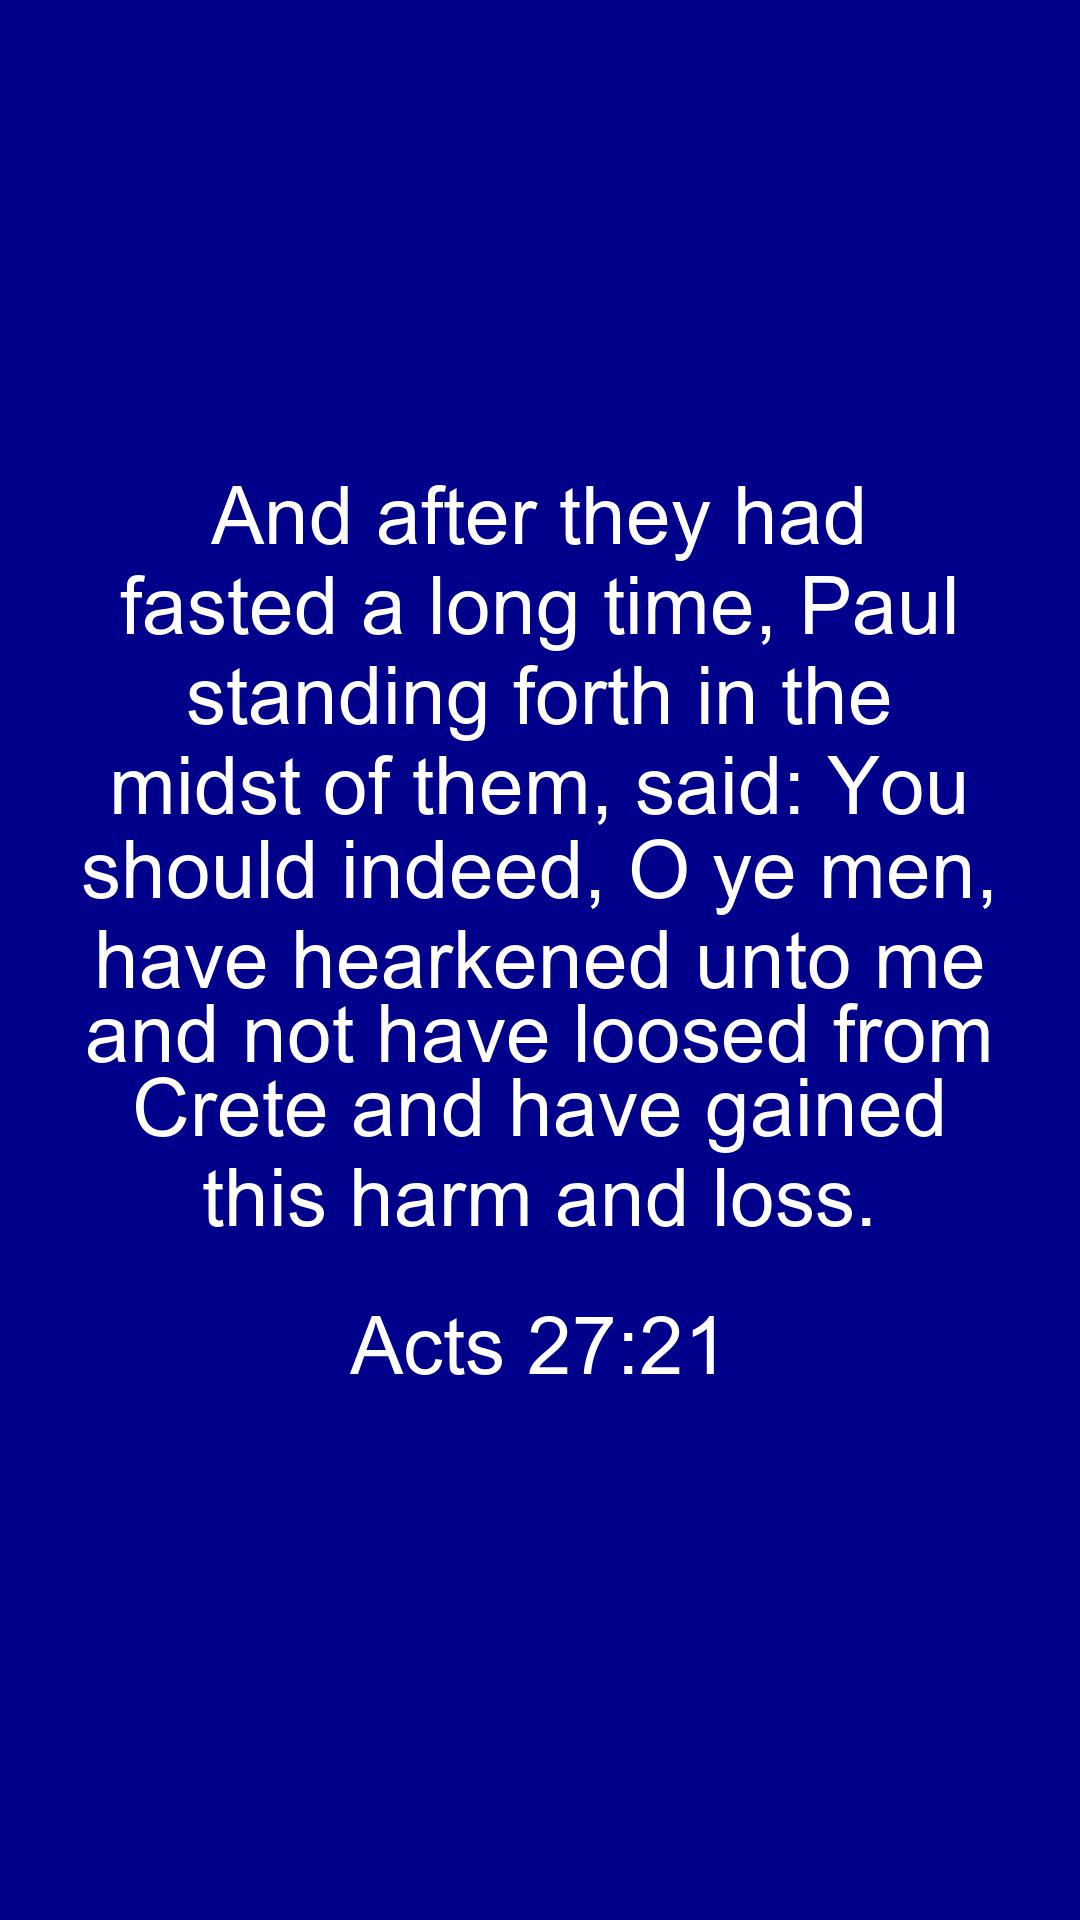 And after they had
fasted a long time, Paul
standing forth in the
midst of them, said: You
should indeed, O ye men,
have hearkened unto me
and not have loosed from
Crete and have gained
this harm and loss.
Acts 27:21